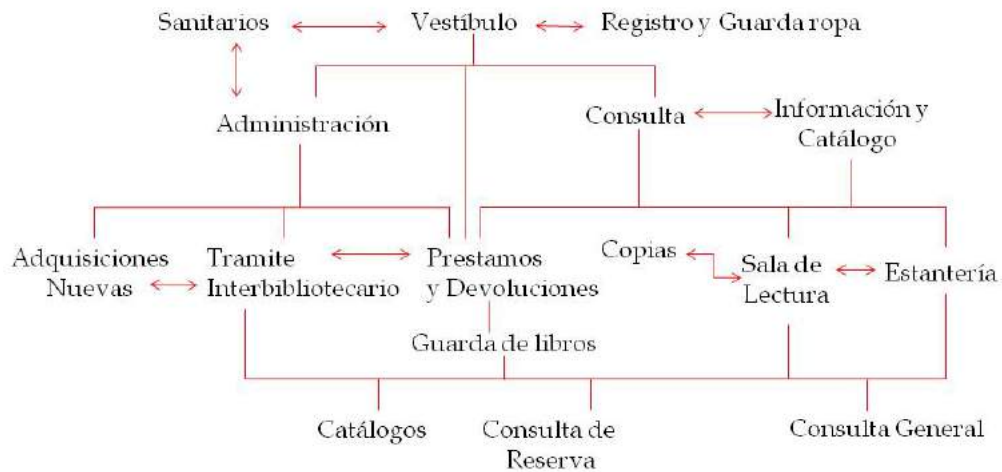 Sanitarios
Vestíbulo
Registro y Guarda ropa
Administración
Consulta
Información y
Catálogo
Adquisiciones
Nuevas
Tramite
Interbibliotecario
Prestamos
y Devoluciones
Copias
Sala de
Lectura
Estantería
Guarda de libros
Catálogos
Consulta de
Reserva
Consulta General